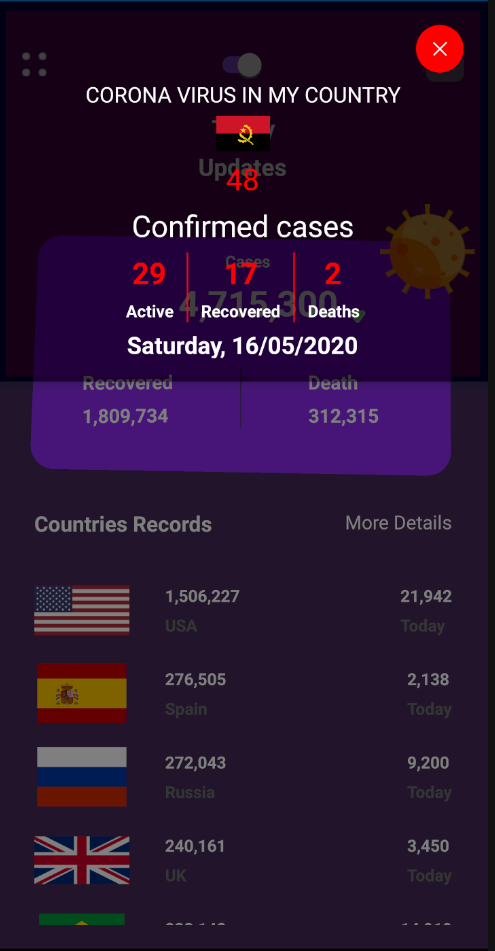 CORONA VIRUS IN MY COUNTRY
Updates
48
Confirmed cases
Cases
29 17 2
4,715,300
Active Recovered Deaths
Saturday, 16/05/2020
Recovered Death
1,809,734 312,315
Countries Records More Details
1,506,227 21,942
USA Today
276,505 2,138
Spain Today
272,043 9,200
Russia Today
240,161 3,450
UK Today